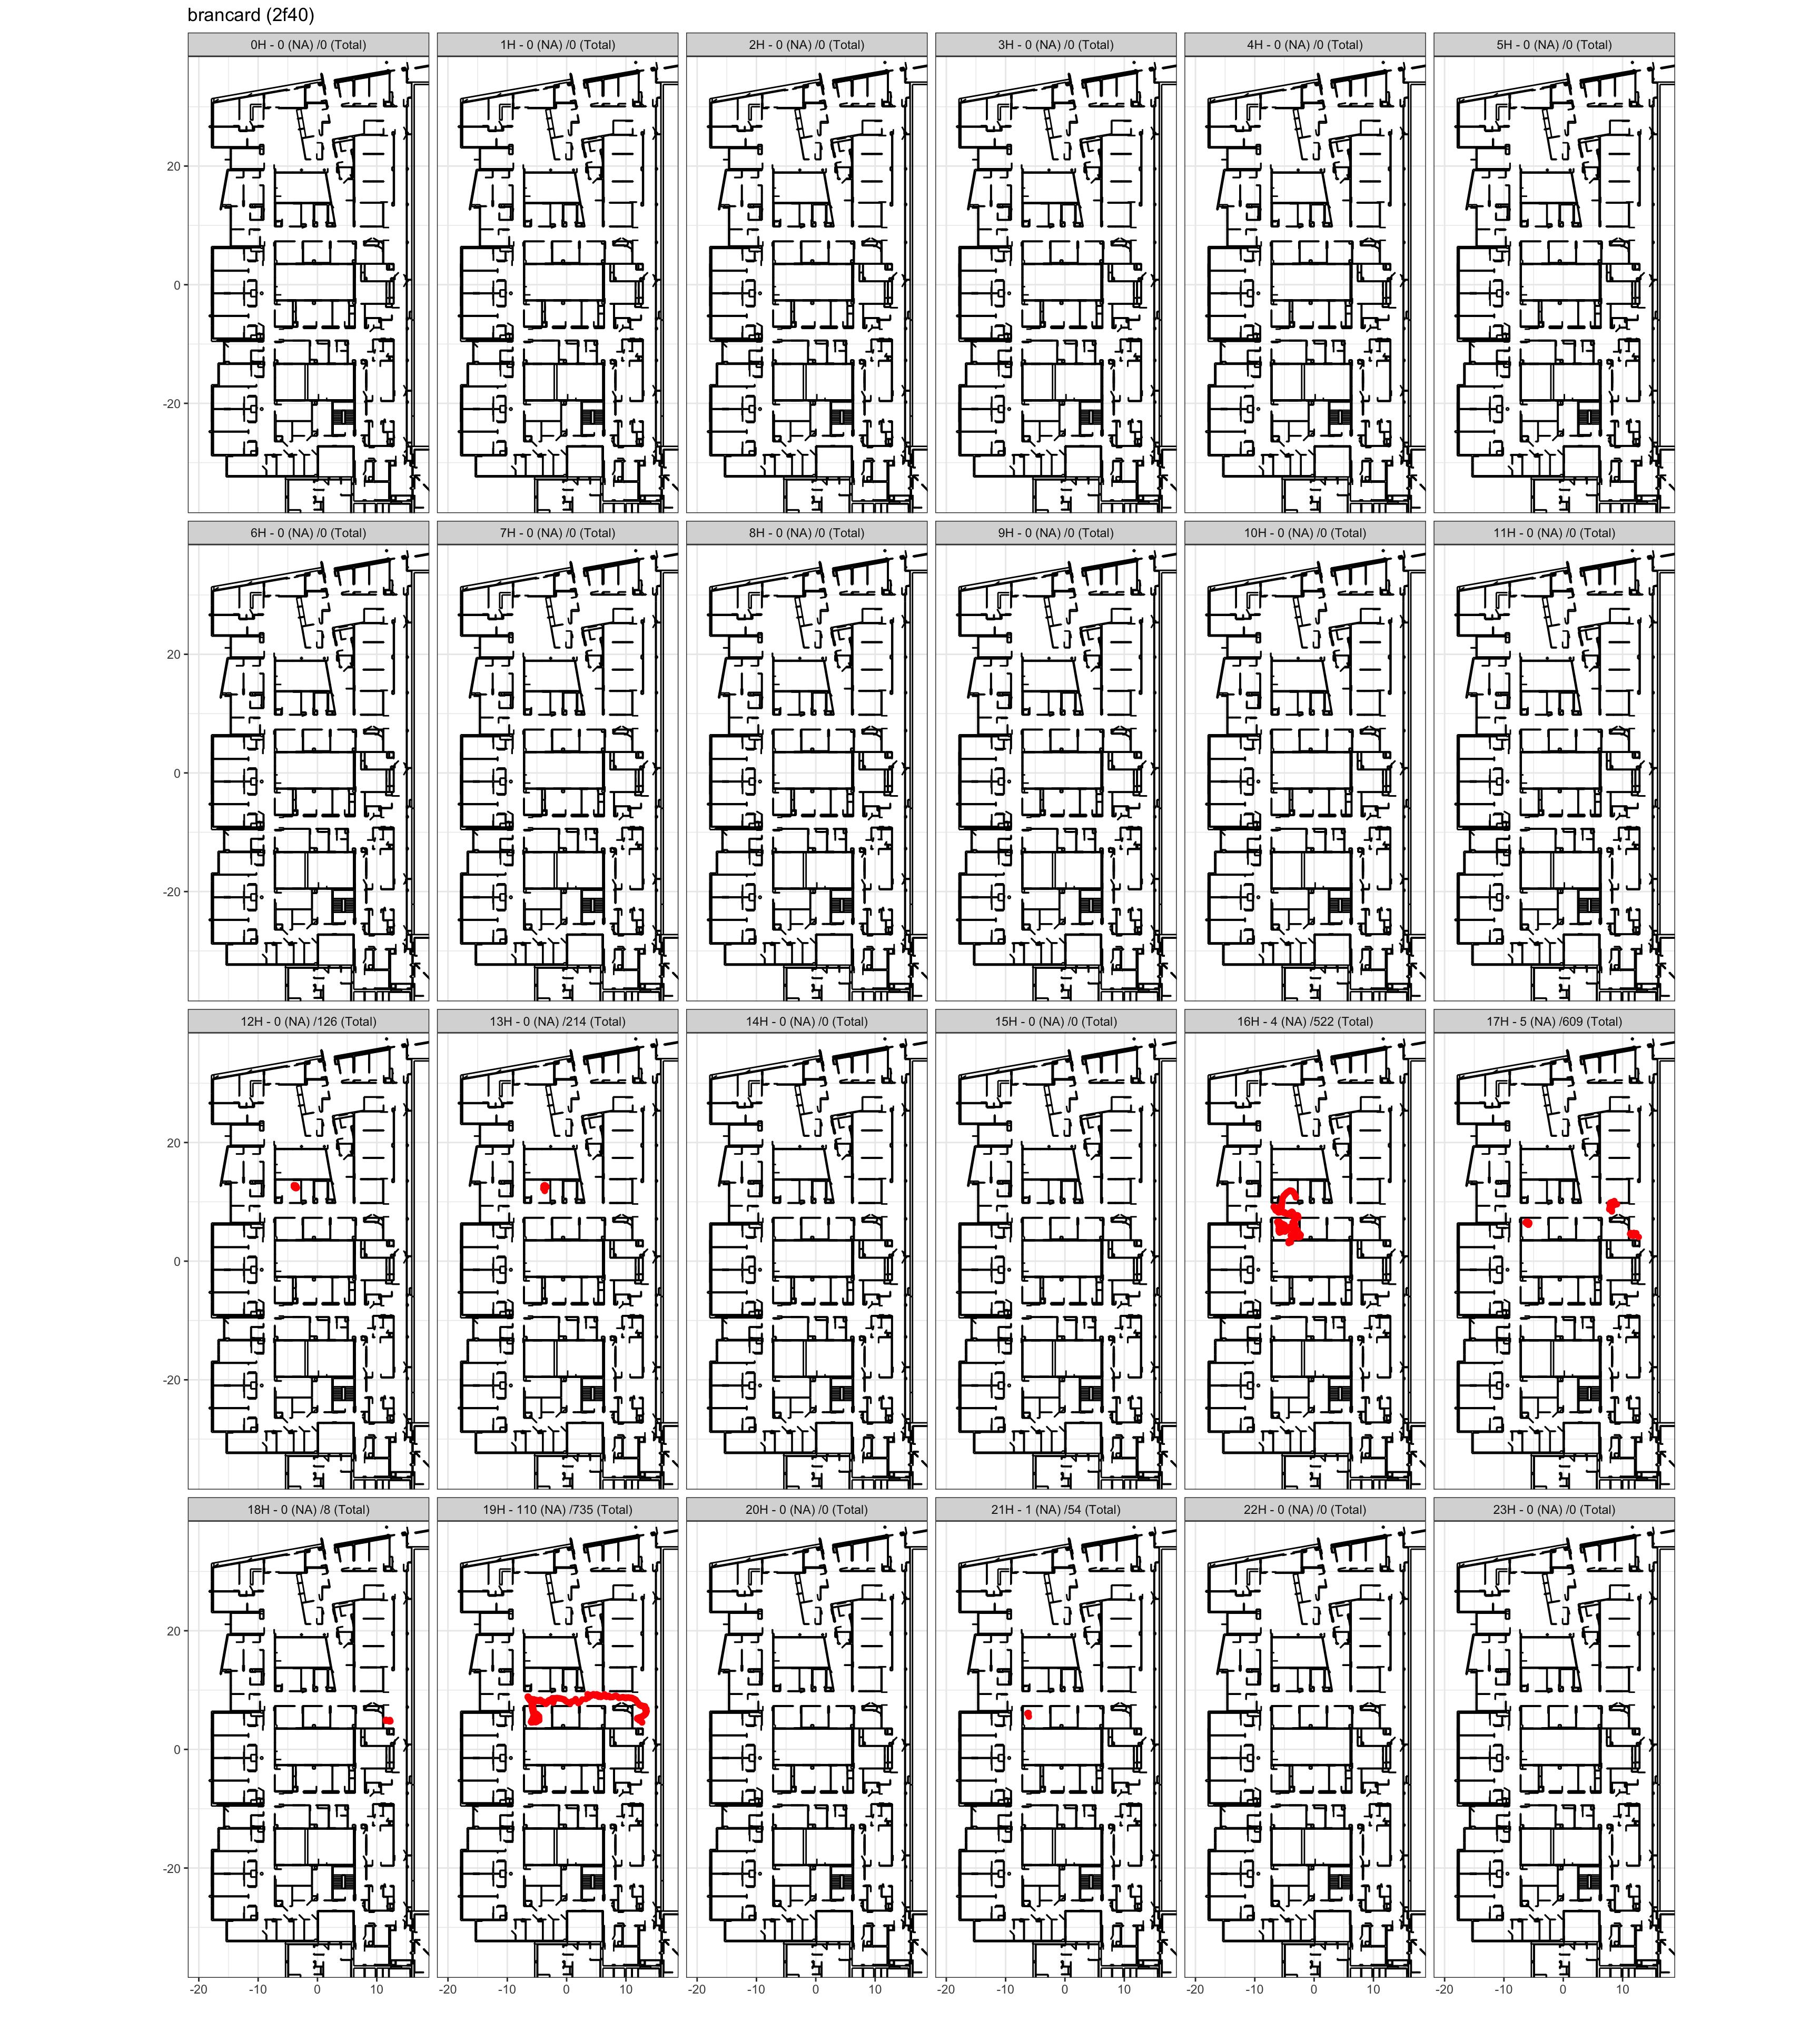 brancard (2f40)
0H - 0 (NA) /0 (Total) 1H - 0 (NA) /0 (Total) 2H - 0 (NA) /0 (Total) 3H - 0 (NA) /0 (Total) 4H - 0 (NA) /0 (Total) 5H - 0 (NA) /0 (Total)
20
0
-20
6H - 0 (NA) /0 (Total) 7H - 0 (NA) /0 (Total) 8H - 0 (NA) /0 (Total) 9H - 0 (NA) /0 (Total) 10H - 0 (NA) /0 (Total) 11H - 0 (NA) /0 (Total)
20
0
-20
12H - 0 (NA) /126 (Total) 13H - 0 (NA) /214 (Total) 14H - 0 (NA) /0 (Total) 15H - 0 (NA) /0 (Total) 16H - 4 (NA) /522 (Total) 17H - 5 (NA) /609 (Total)
20
0
-20
18H - 0 (NA) /8 (Total) 19H - 110 (NA) /735 (Total) 20H - 0 (NA) /0 (Total) 21H - 1 (NA) /54 (Total) 22H - 0 (NA) /0 (Total) 23H - 0 (NA) /0 (Total)
20
0
-20
-20 -10 0 10 -20 -10 0 10 -20 -10 0 10 -20 -10 0 10 -20 -10 0 10 -20 -10 0 10